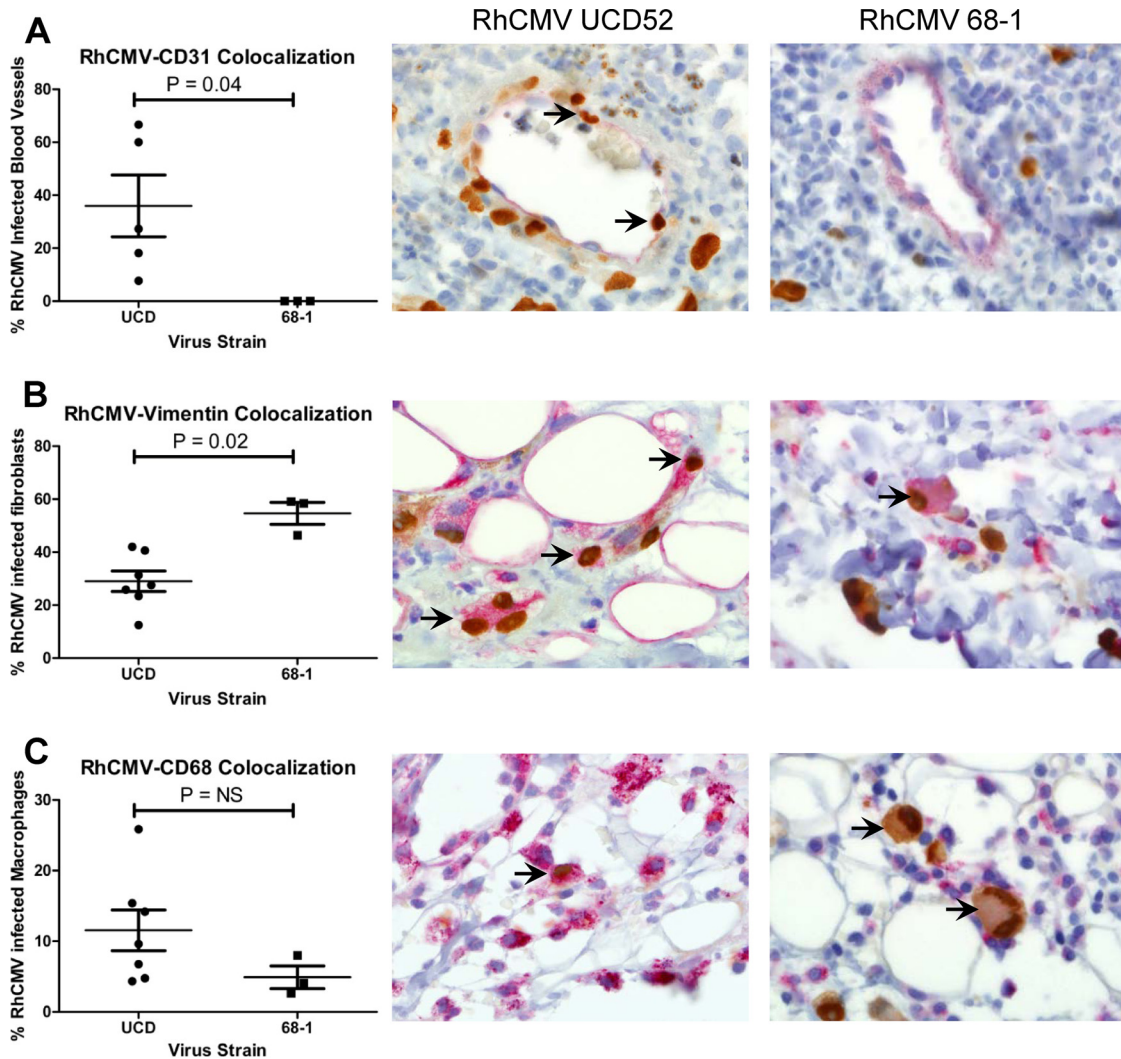 RhCMV UCD52
RhCMV 68-1
A
RhCMV-CD31 Colocalization
P = 0.04
% RhCMV Infected Blood Vessels
80
60
40
20
0
UCD
68-1
Virus Strain
B
RhCMV-Vimentin Colocalization
P = 0.02
% RhCMV infected fibroblasts
80
60
40
20
0
UCD
68-1
Virus Strain
C
RhCMV-CD68 Colocalization
P = NS
% RhCMV infected Macrophages
30
20
10
0
UCD
68-1
Virus Strain